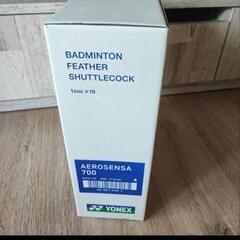 BADMINTON
FEATHER
SHUTTLECOCK
1doz.×10
AEROSENSA
700
YONEX